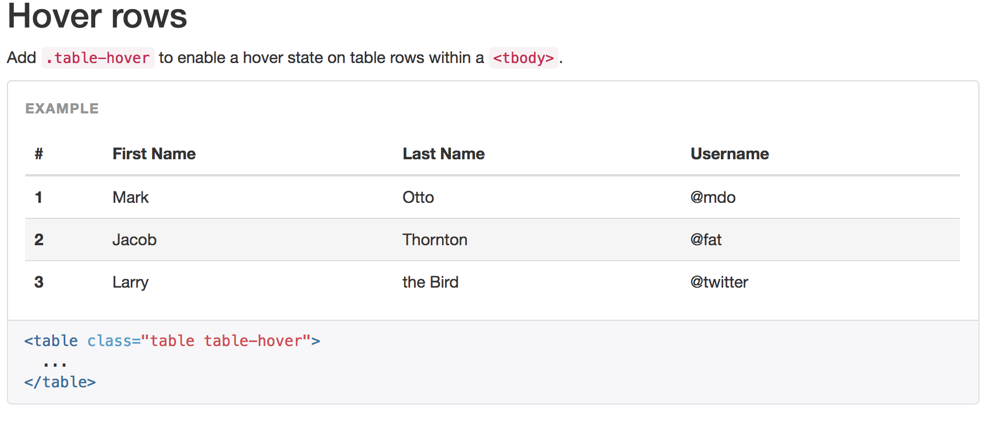 Hover rows
Add .table-hover to enable a hover state on table rows within a <tbody>.
EXAMPLE
# First Name Last Name Username
1 Mark Otto @mdo
2 Jacob Thornton @fat
3 Larry the Bird @twitter
<table class="table table-hover">
  ...
</table>